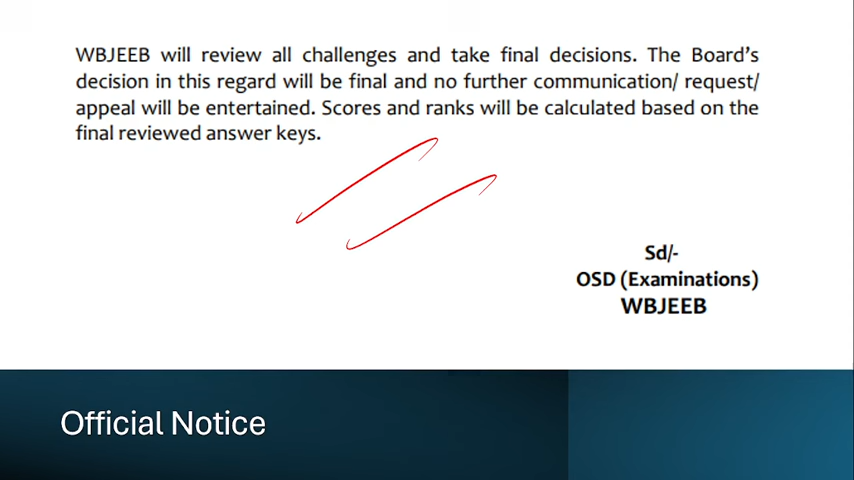 WBJEEB will review all challenges and take final decisions. The Board's
decision in this regard will be final and no further communication/ request/
appeal will be entertained. Scores and ranks will be calculated based on the
final reviewed answer keys.
Sd/-
OSD (Examinations)
WBJEEB
Official Notice